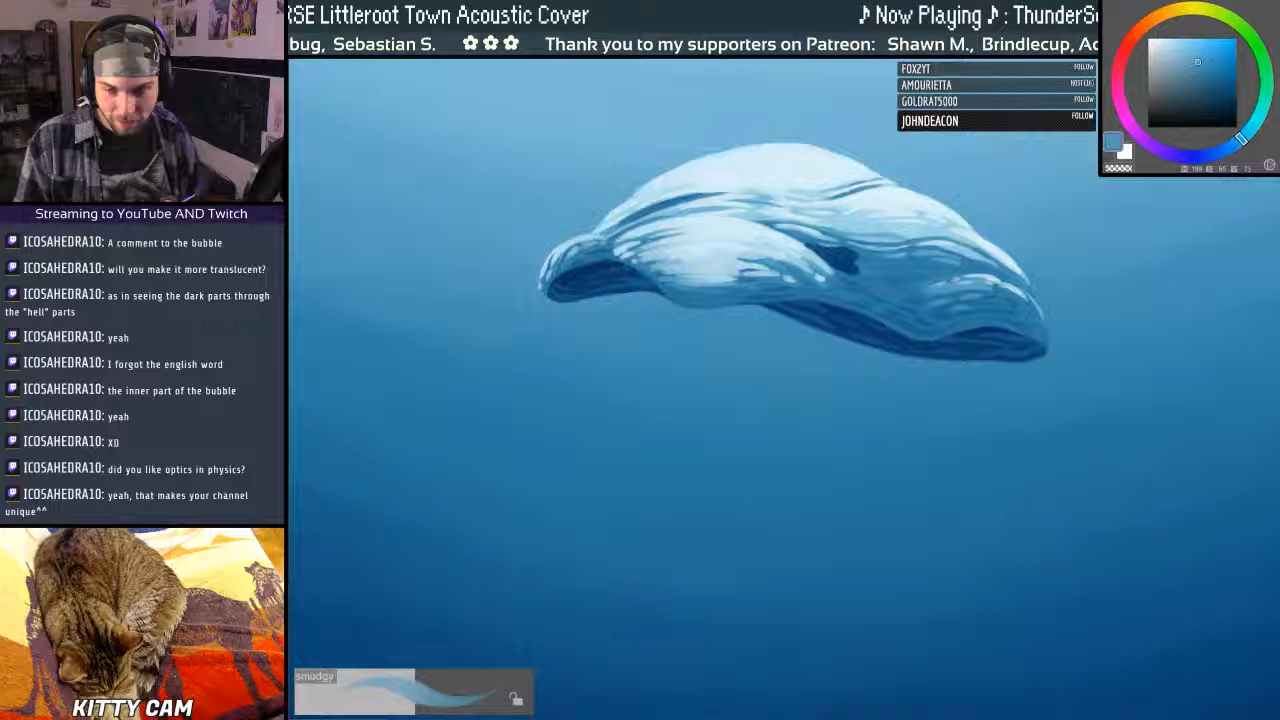 SE Littleroot Town Acoustic Cover
♪ Now Playing ♪ : Thunder
bug, Sebastian S. ✿ ✿ ✿ Thank you to my supporters on Patreon: Shawn M., Brindlecup,
FOXZYT FOLLOW
AMOURIETTA HOST (16)
GOLDRAT5000 FOLLOW
JOHNDEACON FOLLOW
Streaming to YouTube AND Twitch
ICOSAHEDRA10: A comment to the bubble
ICOSAHEDRA10: will you make it more translucent?
ICOSAHEDRA10: as in seeing the dark parts through
the "hell" parts
ICOSAHEDRA10: yeah
ICOSAHEDRA10: I forgot the english word
ICOSAHEDRA10: the inner part of the bubble
ICOSAHEDRA10: yeah
ICOSAHEDRA10: XD
ICOSAHEDRA10: did you like optics in physics?
ICOSAHEDRA10: yeah, that makes your channel
unique^^
KITTY CAM
smudgy